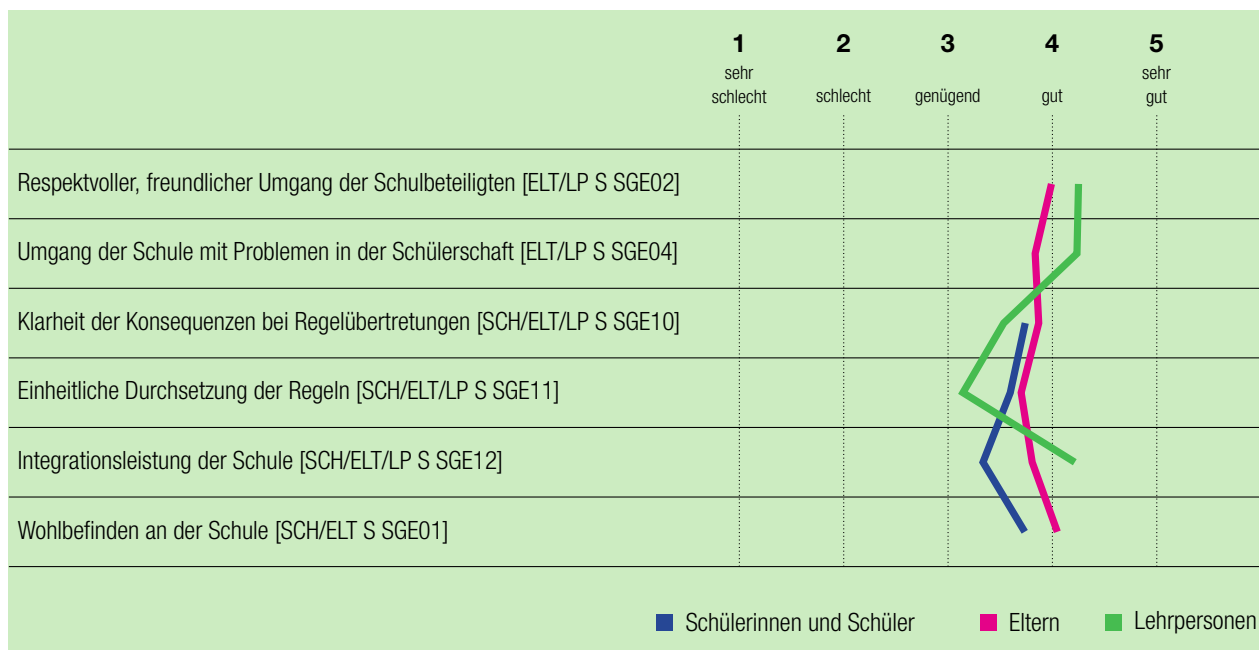 1 2 3 4 5
sehr schlecht schlecht genügend gut sehr gut
Respektvoller, freundlicher Umgang der Schulbeteiligten [ELT/LP S SGE02]
Umgang der Schule mit Problemen in der Schülerschaft [ELT/LP S SGE04]
Klarheit der Konsequenzen bei Regelübertretungen [SCH/ELT/LP S SGE10]
Einheitliche Durchsetzung der Regeln [SCH/ELT/LP S SGE11]
Integrationsleistung der Schule [SCH/ELT/LP S SGE12]
Wohlbefinden an der Schule [SCH/ELT S SGE01]
Schülerinnen und Schüler Eltern Lehrpersonen